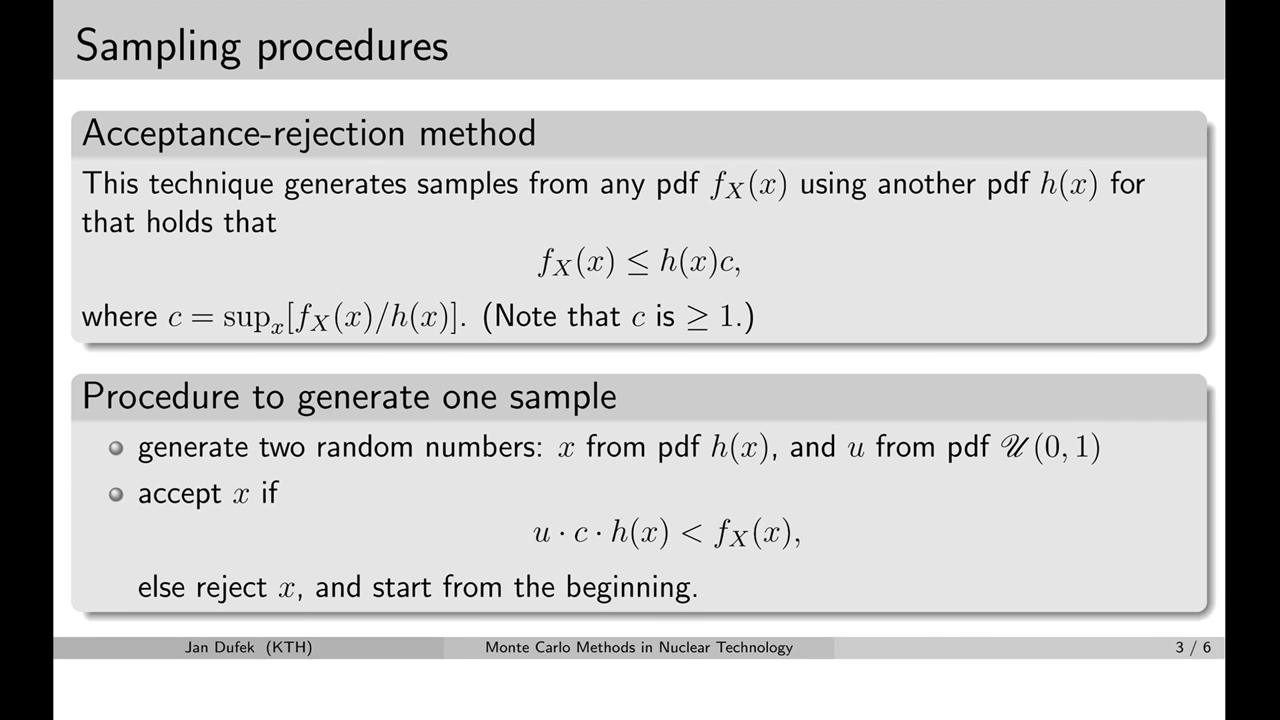 Sampling procedures
Acceptance-rejection method
This technique generates samples from any pdf f_X(x) using another pdf h(x) for
that holds that
f_X(x) ≤ h(x)c,
where c = sup_x[f_X(x)/h(x)]. (Note that c is ≥ 1.)
Procedure to generate one sample
generate two random numbers: x from pdf h(x), and u from pdf 𝒰(0, 1)
accept x if
u · c · h(x) < f_X(x),
else reject x, and start from the beginning.
Jan Dufek (KTH) Monte Carlo Methods in Nuclear Technology 3 / 6